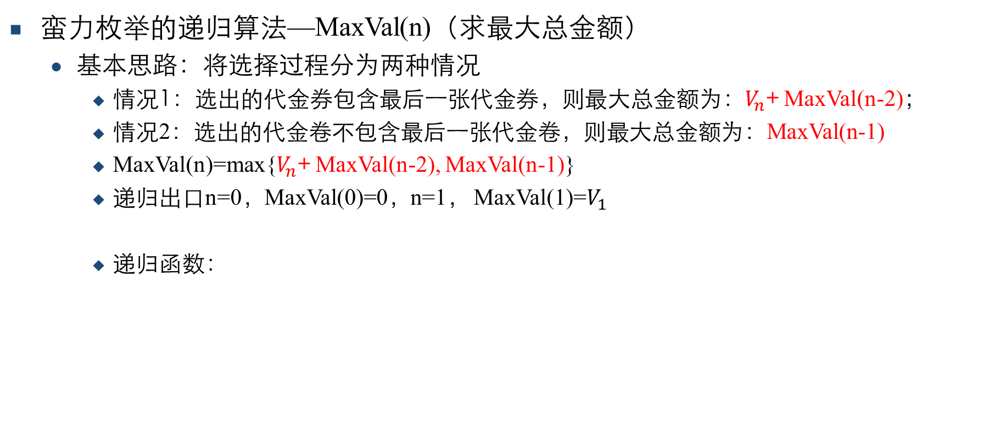 蛮力枚举的递归算法—MaxVal(n)（求最大总金额）
基本思路：将选择过程分为两种情况
情况1：选出的代金券包含最后一张代金券，则最大总金额为：Vn+ MaxVal(n-2)；
情况2：选出的代金卷不包含最后一张代金卷，则最大总金额为：MaxVal(n-1)
MaxVal(n)=max{Vn+ MaxVal(n-2), MaxVal(n-1)}
递归出口n=0，MaxVal(0)=0，n=1， MaxVal(1)=V1
递归函数：